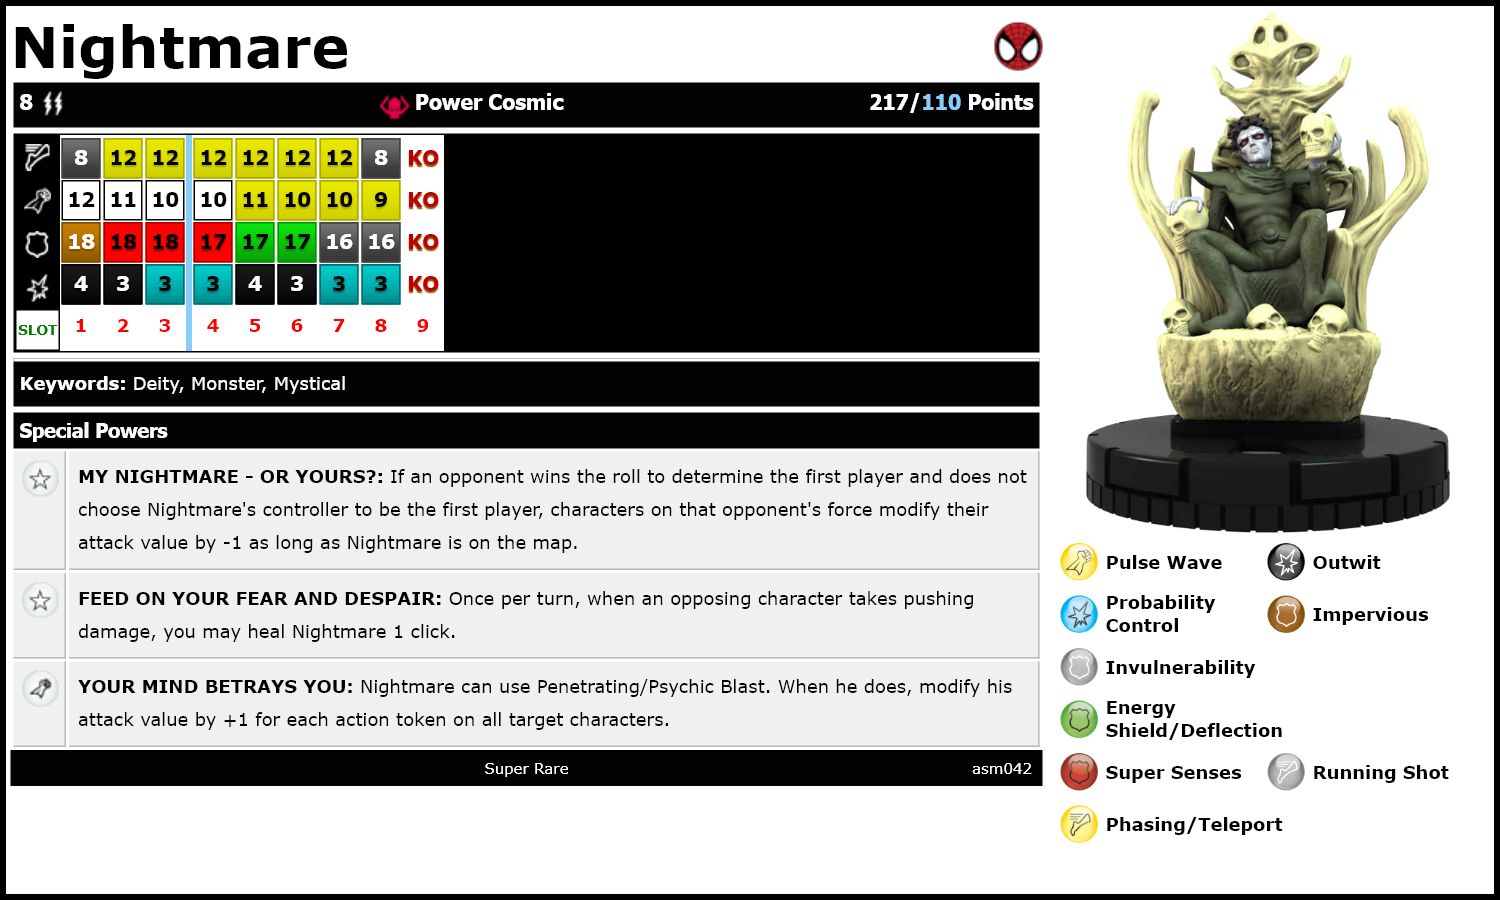 Nightmare
8 Power Cosmic 217/110 Points
8 12 12 12 12 12 12 8 KO
12 11 10 10 11 10 10 9 KO
18 18 18 17 17 17 16 16 KO
4 3 3 3 4 3 3 3 KO
SLOT 1 2 3 4 5 6 7 8 9
Keywords: Deity, Monster, Mystical
Special Powers
MY NIGHTMARE - OR YOURS?: If an opponent wins the roll to determine the first player and does not
choose Nightmare's controller to be the first player, characters on that opponent's force modify their
attack value by -1 as long as Nightmare is on the map.
FEED ON YOUR FEAR AND DESPAIR: Once per turn, when an opposing character takes pushing
damage, you may heal Nightmare 1 click.
YOUR MIND BETRAYS YOU: Nightmare can use Penetrating/Psychic Blast. When he does, modify his
attack value by +1 for each action token on all target characters.
Super Rare asm042
Pulse Wave Outwit
Probability
Control
Impervious
Invulnerability
Energy
Shield/Deflection
Super Senses Running Shot
Phasing/Teleport